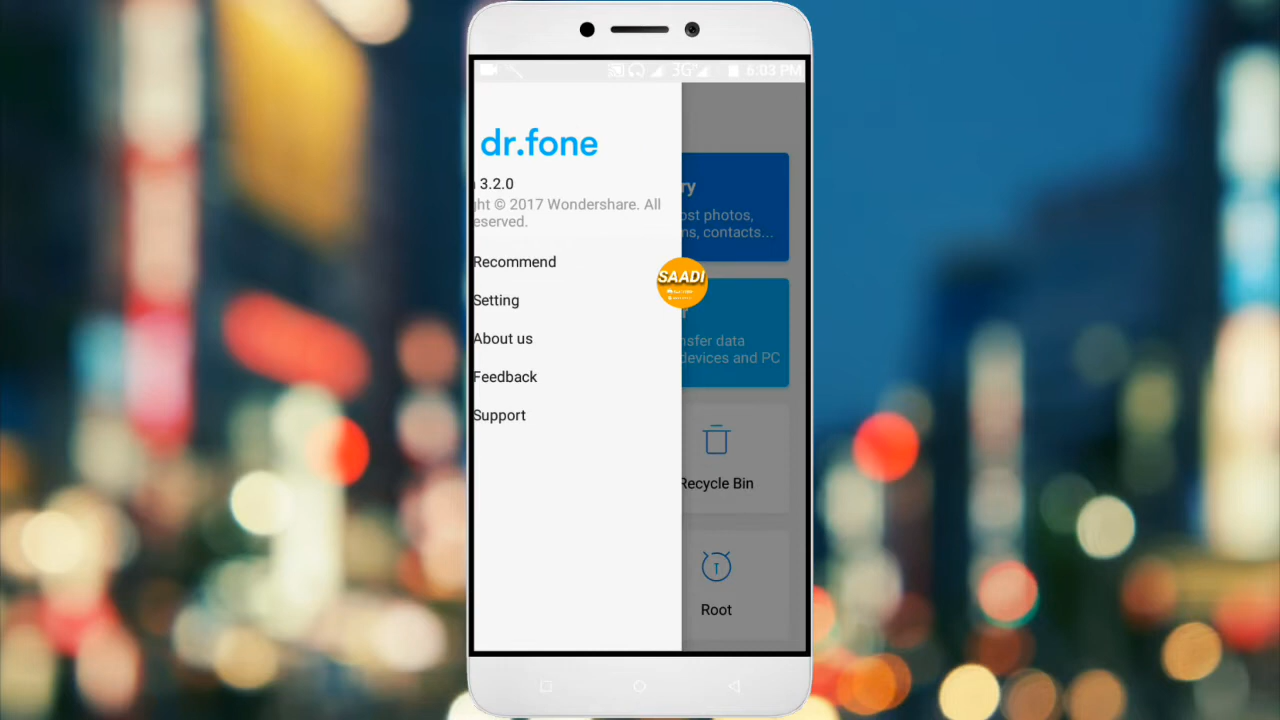 3G 6:03 PM
dr.fone
3.2.0
ght © 2017 Wondershare. All
eserved.
Recommend
Setting
About us
Feedback
Support
ry
ost photos,
ns, contacts...
SAADI
nsfer data
devices and PC
Recycle Bin
Root